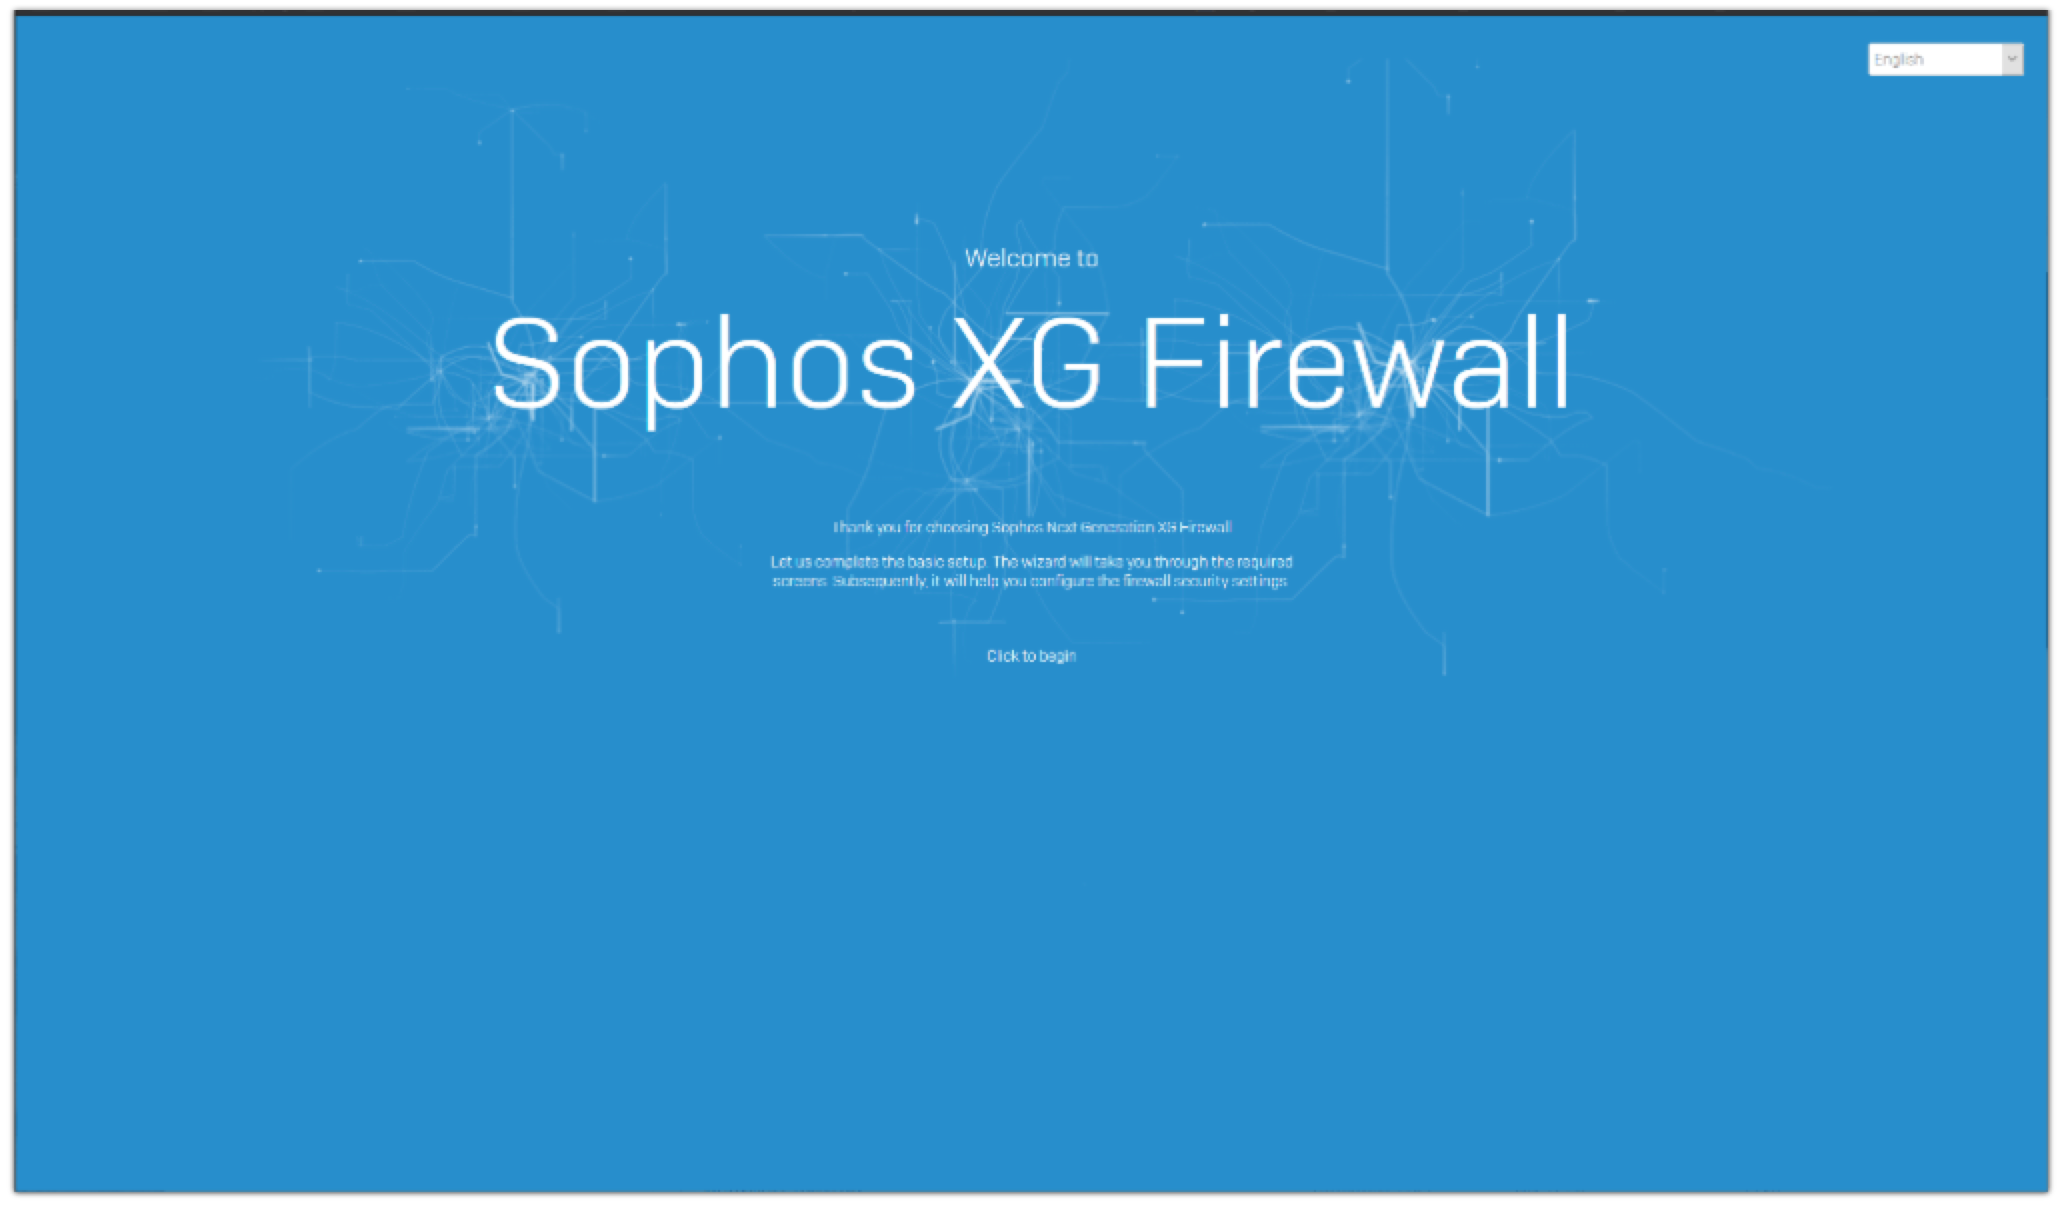 English
Welcome to
Sophos XG Firewall
Thank you for choosing Sophos Next Generation XG Firewall
Let us complete the basic setup. The wizard will take you through the required
screens. Subsequently, it will help you configure the firewall security settings.
Click to begin